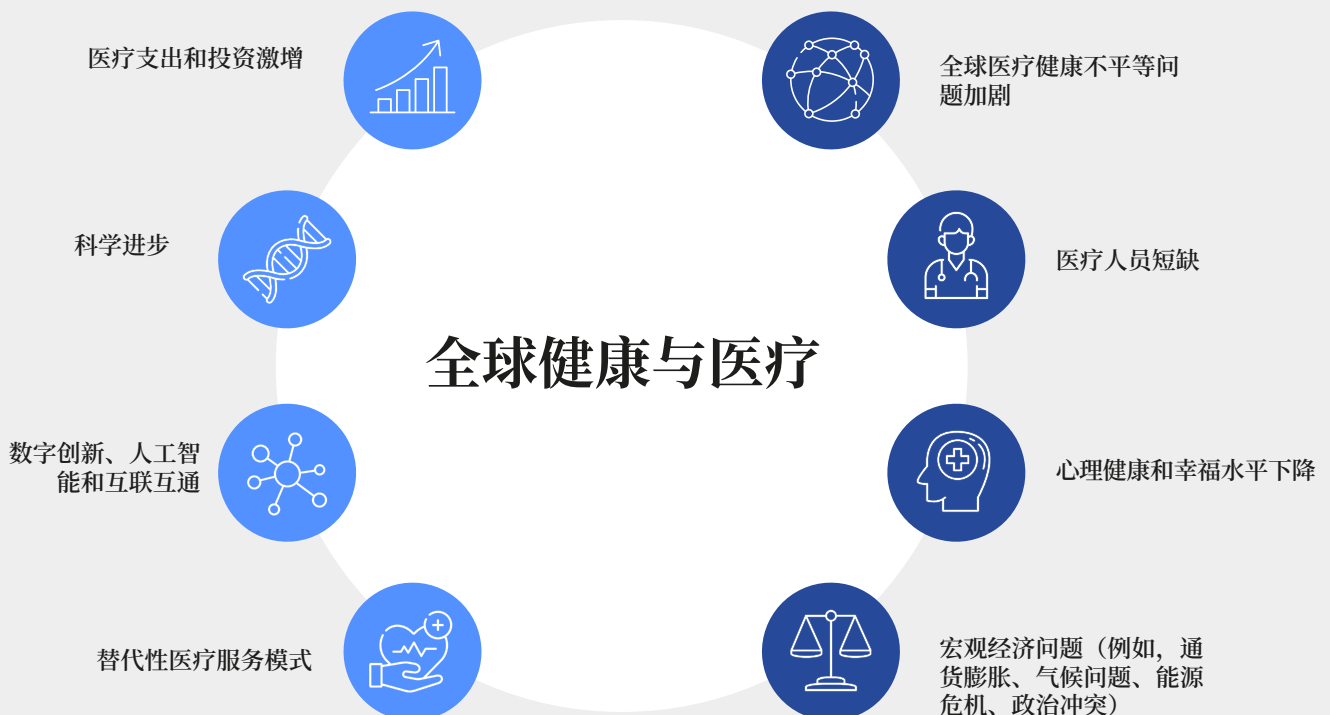 医疗支出和投资激增
科学进步
数字创新、人工智
能和互联互通
替代性医疗服务模式
全球健康与医疗
全球医疗健康不平等问
题加剧
医疗人员短缺
心理健康和幸福水平下降
宏观经济问题（例如，通
货膨胀、气候问题、能源
危机、政治冲突）